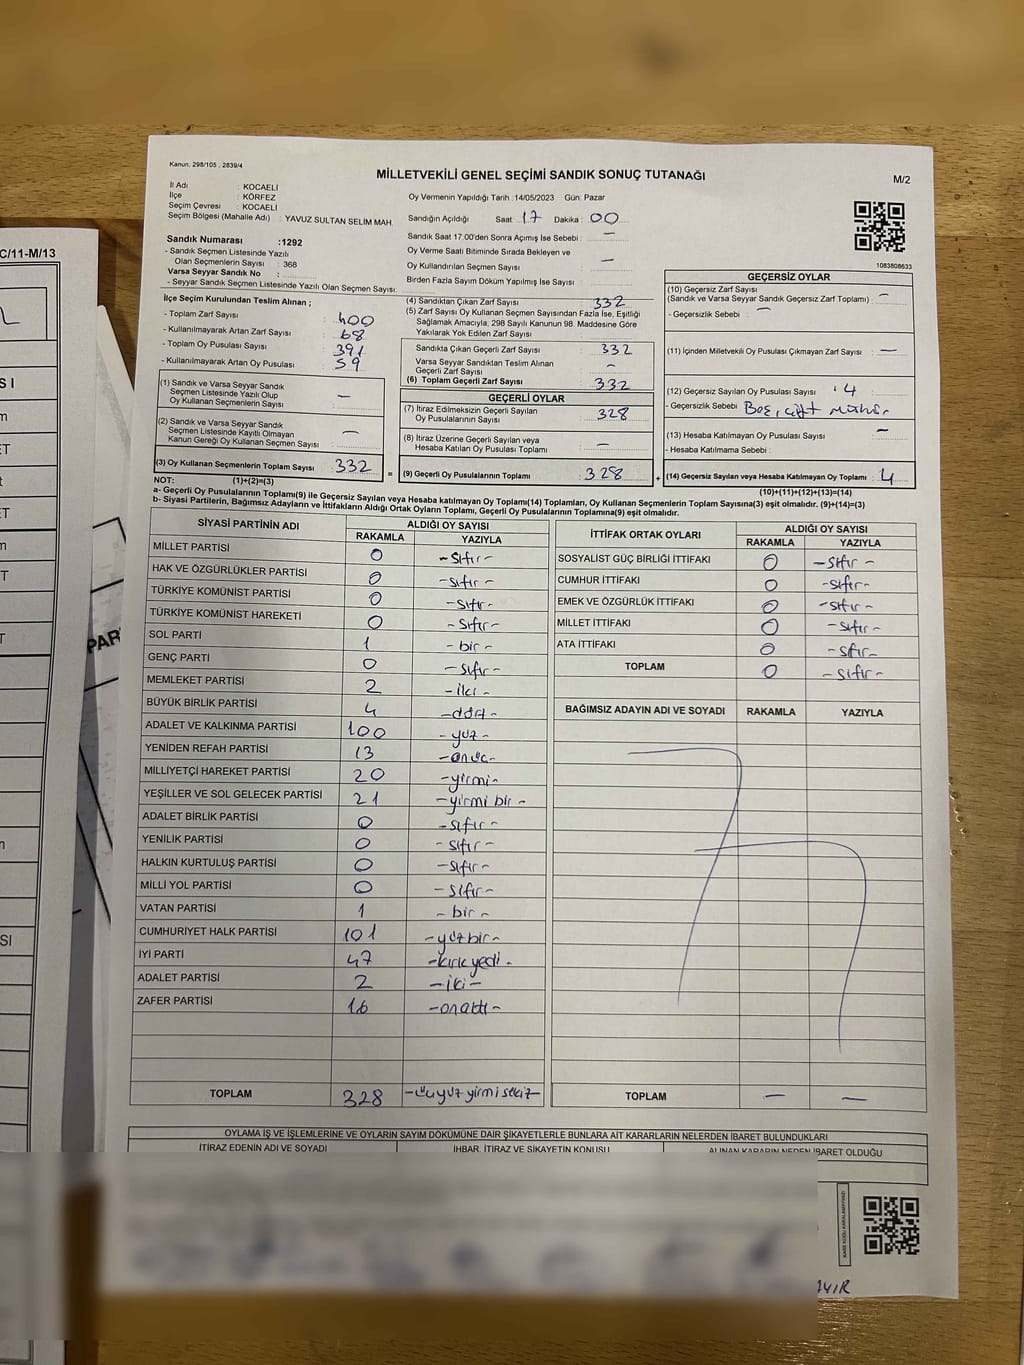 Kanun, 298/105 , 2839/4
MİLLETVEKİLİ GENEL SEÇİMİ SANDIK SONUÇ TUTANAĞI
M/2
İl Adı : KOCAELİ
İlçe : KÖRFEZ
Seçim Çevresi : KOCAELİ
Seçim Bölgesi (Mahalle Adı) : YAVUZ SULTAN SELİM MAH.
Oy Vermenin Yapıldığı Tarih :14/05/2023 Gün: Pazar
Sandığın Açıldığı Saat 17 Dakika : 00
Sandık Saat 17.00'den Sonra Açımış İse Sebebi : –
Oy Verme Saati Bitiminde Sırada Bekleyen ve
Oy Kullandırılan Seçmen Sayısı : –
Birden Fazla Sayım Döküm Yapılmış İse Sayısı :
1083808633
Sandık Numarası :1292
- Sandık Seçmen Listesinde Yazılı
Olan Seçmenlerin Sayısı : 368
Varsa Seyyar Sandık No :
- Seyyar Seçmen Listesinde Yazılı Olan Seçmen Sayısı:
İlçe Seçim Kurulundan Teslim Alınan ;
- Toplam Zarf Sayısı : 400
- Kullanılmayarak Artan Zarf Sayısı : 68
- Toplam Oy Pusulası Sayısı : 391
- Kullanılmayarak Artan Oy Pusulası : 59
(1) Sandık ve Varsa Seyyar Sandık
Seçmen Listesinde Yazılı Olup
Oy Kullanan Seçmenlerin Sayısı : –
(2) Sandık ve Varsa Seyyar Sandık
Seçmen Listesinde Kayıtlı Olmayan
Kanun Gereği Oy Kullanan Seçmen Sayısı : –
(3) Oy Kullanan Seçmenlerin Toplam Sayısı : 332
(4) Sandıktan Çıkan Zarf Sayısı : 332
(5) Zarf Sayısı Oy Kullanan Seçmen Sayısından Fazla İse, Eşitliği
Sağlamak Amacıyla; 298 Sayılı Kanunun 98. Maddesine Göre
Yakılarak Yok Edilen Zarf Sayısı :
Sandıkta Çıkan Geçerli Zarf Sayısı : 332
Varsa Seyyar Sandıktan Teslim Alınan
Geçerli Zarf Sayısı : –
(6) Toplam Geçerli Zarf Sayısı : 332
GEÇERLİ OYLAR
(7) İtiraz Edilmeksizin Geçerli Sayılan
Oy Pusulalarının Sayısı : 328
(8) İtiraz Üzerine Geçerli Sayılan veya
Hesaba Katılan Oy Pusulası Toplamı : –
= (9) Geçerli Oy Pusulalarının Toplamı : 328
GEÇERSİZ OYLAR
(10) Geçersiz Zarf Sayısı
(Sandık ve Varsa Seyyar Sandık Geçersiz Zarf Toplamı) : –
- Geçersizlik Sebebi : –
(11) İçinden Milletvekili Oy Pusulası Çıkmayan Zarf Sayısı : –
(12) Geçersiz Sayılan Oy Pusulası Sayısı : 4
- Geçersizlik Sebebi : Boş, çift mühür
(13) Hesaba Katılmayan Oy Pusulası Sayısı : –
- Hesaba Katılmama Sebebi :
+ (14) Geçersiz Sayılan veya Hesaba Katılmayan Oy Toplamı : 4
NOT: (1)+(2)=(3)
(10)+(11)+(12)+(13)=(14)
a- Geçerli Oy Pusulalarının Toplamı(9) ile Geçersiz Sayılan veya Hesaba katılmayan Oy Toplamı(14) Toplamları, Oy Kullanan Seçmenlerin Toplam Sayısına(3) eşit olmalıdır. (9)+(14)=(3)
b- Siyasi Partilerin, Bağımsız Adayların ve İttifakların Aldığı Ortak Oyların Toplamı, Geçerli Oy Pusulalarının Toplamına(9) eşit olmalıdır.
SİYASİ PARTİNİN ADI ALDIĞI OY SAYISI
RAKAMLA YAZIYLA
MİLLET PARTİSİ 0 –sıfır–
HAK VE ÖZGÜRLÜKLER PARTİSİ 0 –sıfır–
TÜRKİYE KOMÜNİST PARTİSİ 0 –sıfır–
TÜRKİYE KOMÜNİST HAREKETİ 0 –sıfır–
SOL PARTİ 1 –bir–
GENÇ PARTİ 0 –sıfır–
MEMLEKET PARTİSİ 2 –iki–
BÜYÜK BİRLİK PARTİSİ 4 –dört–
ADALET VE KALKINMA PARTİSİ 100 –yüz–
YENİDEN REFAH PARTİSİ 13 –onüç–
MİLLİYETÇİ HAREKET PARTİSİ 20 –yirmi–
YEŞİLLER VE SOL GELECEK PARTİSİ 21 –yirmi bir–
ADALET BİRLİK PARTİSİ 0 –sıfır–
YENİLİK PARTİSİ 0 –sıfır–
HALKIN KURTULUŞ PARTİSİ 0 –sıfır–
MİLLİ YOL PARTİSİ 0 –sıfır–
VATAN PARTİSİ 1 –bir–
CUMHURİYET HALK PARTİSİ 101 –yüzbir–
İYİ PARTİ 47 –kırkyedi–
ADALET PARTİSİ 2 –iki–
ZAFER PARTİSİ 16 –onaltı–
TOPLAM 328 –üçyüz yirmi sekiz–
İTTİFAK ORTAK OYLARI ALDIĞI OY SAYISI
RAKAMLA YAZIYLA
SOSYALİST GÜÇ BİRLİĞİ İTTİFAKI 0 –sıfır–
CUMHUR İTTİFAKI 0 –sıfır–
EMEK VE ÖZGÜRLÜK İTTİFAKI 0 –sıfır–
MİLLET İTTİFAKI 0 –sıfır–
ATA İTTİFAKI 0 –sıfır–
TOPLAM 0 –sıfır–
BAĞIMSIZ ADAYIN ADI VE SOYADI RAKAMLA YAZIYLA
TOPLAM – –
OYLAMA İŞ VE İŞLEMLERİNE VE OYLARIN SAYIM DÖKÜMÜNE DAİR ŞİKAYETLERLE BUNLARA AİT KARARLARIN NELERDEN İBARET BULUNDUKLARI
İTİRAZ EDENİN ADI VE SOYADI İHBAR, İTİRAZ VE ŞİKAYETİN KONUSU ALINAN KARARIN NEDEN İBARET OLDUĞU
C/11-M/13
PAR